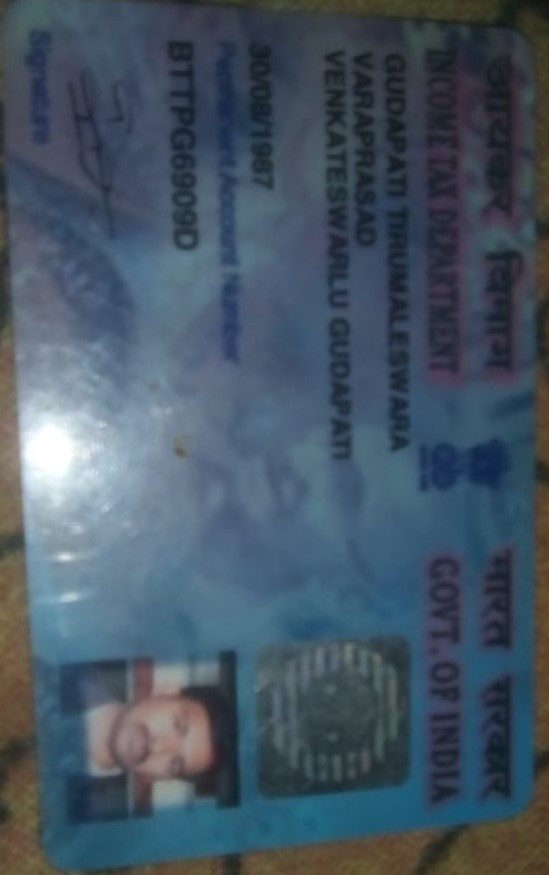 आयकर विभाग
INCOME TAX DEPARTMENT
भारत सरकार
GOVT. OF INDIA
GUDAPATI TIRUMALESWARA
VARAPRASAD
VENKATESWARLU GUDAPATI
30/08/1987
Permanent Account Number
BTTPG6909D
Signature